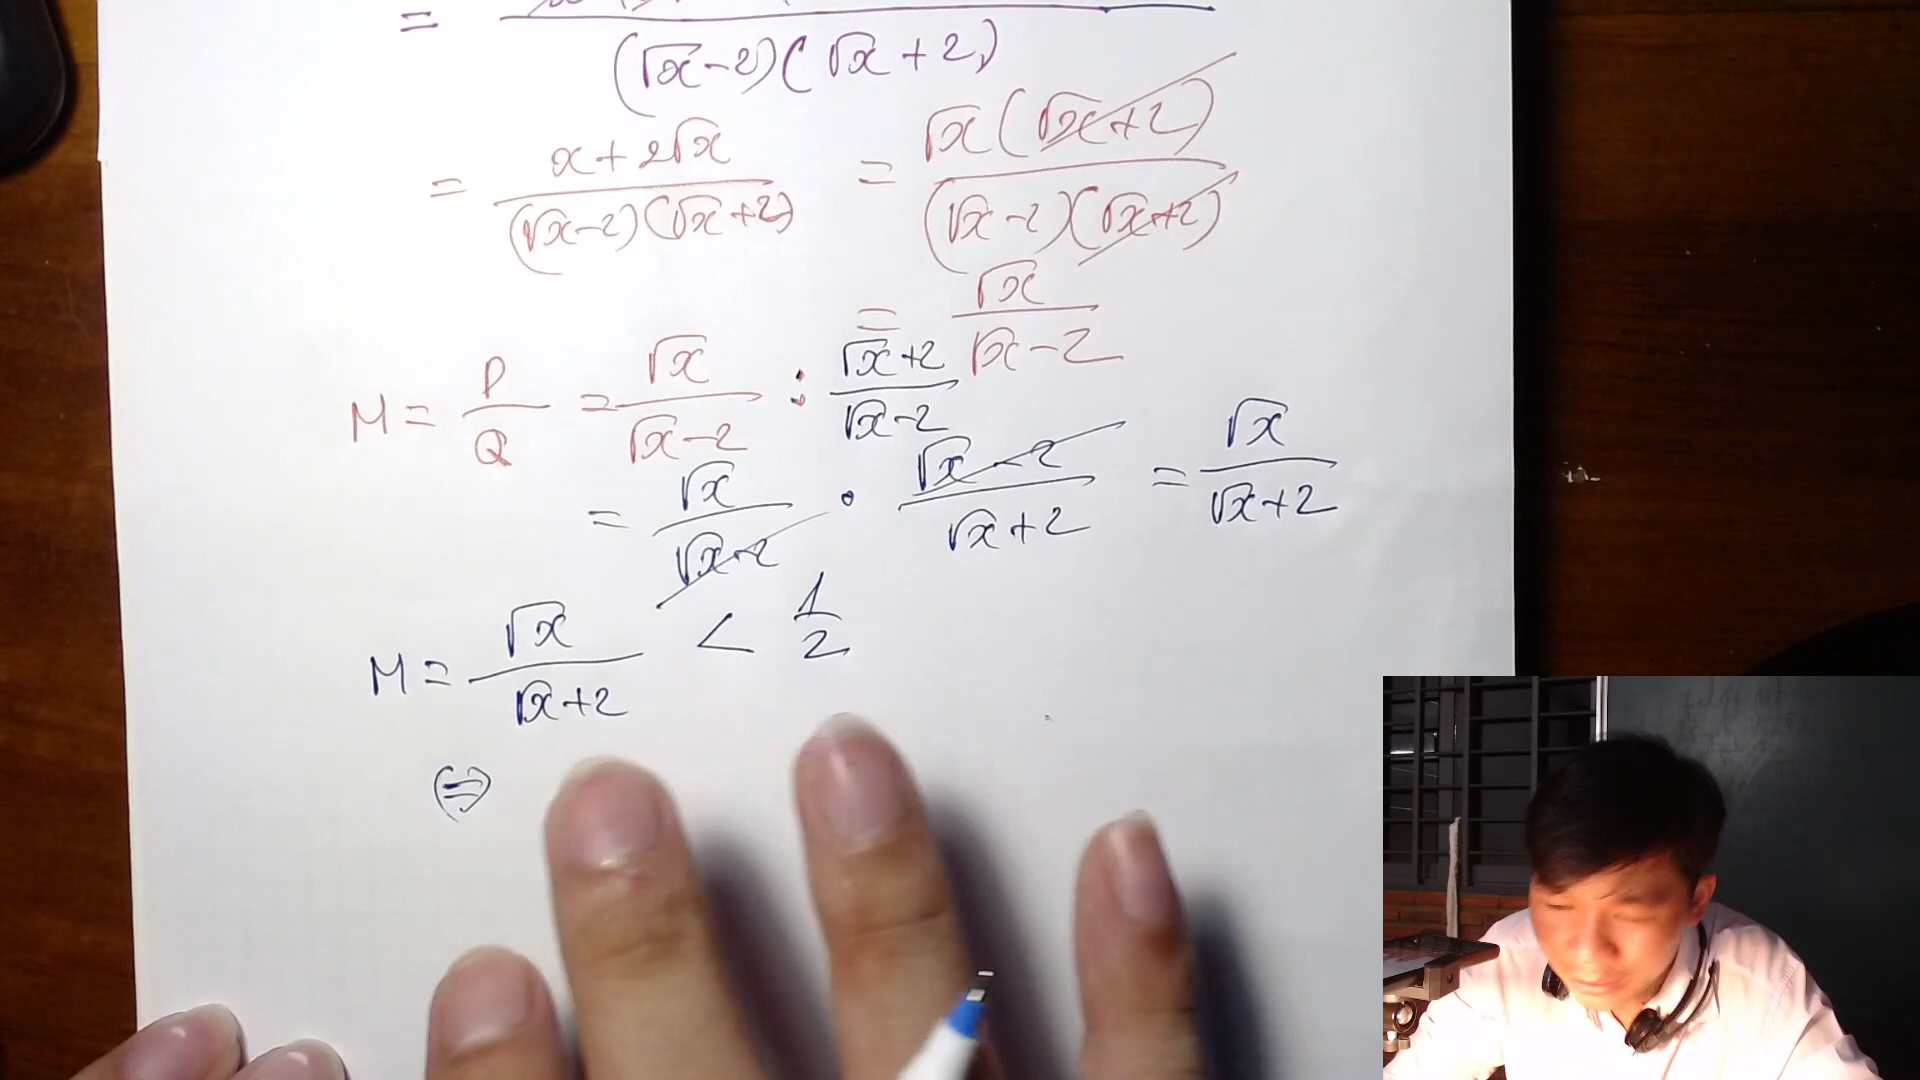 = / (√x-2)(√x+2)
= x+2√x / (√x-2)(√x+2) = √x(√x+2) / (√x-2)(√x+2)
= √x / √x-2
M = P / Q = √x / √x-2 : √x+2 / √x-2
= √x / √x-2 · √x-2 / √x+2 = √x / √x+2
M = √x / √x+2 < 1 / 2
⇔